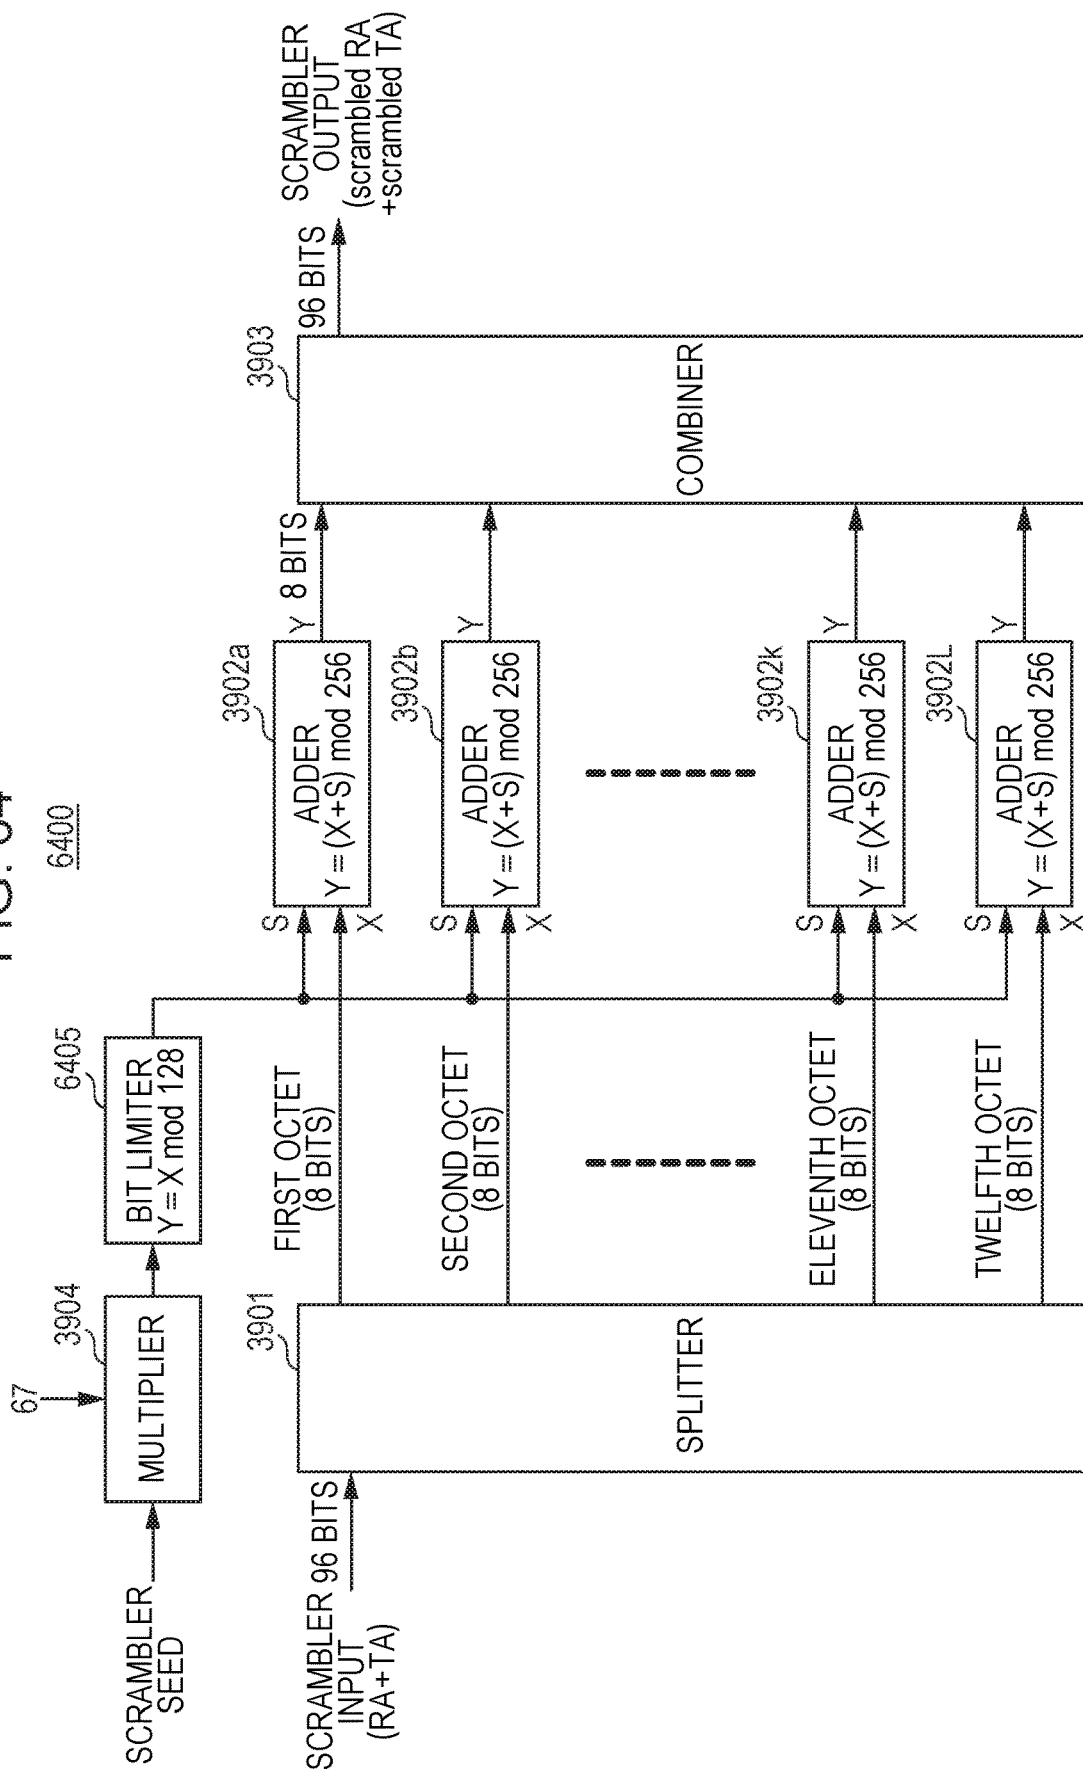 6400
67
3904
6405
SCRAMBLER
SEED
MULTIPLIER
BIT LIMITER
Y = X mod 128
SCRAMBLER
INPUT
(RA+TA)
96 BITS
3901
SPLITTER
FIRST OCTET
(8 BITS)
SECOND OCTET
(8 BITS)
ELEVENTH OCTET
(8 BITS)
TWELFTH OCTET
(8 BITS)
S
X
3902a
ADDER
Y = (X+S) mod 256
Y
8 BITS
S
X
3902b
ADDER
Y = (X+S) mod 256
Y
S
X
3902k
ADDER
Y = (X+S) mod 256
Y
S
X
3902L
ADDER
Y = (X+S) mod 256
Y
3903
COMBINER
96 BITS
SCRAMBLER
OUTPUT
(scrambled RA
+scrambled TA)